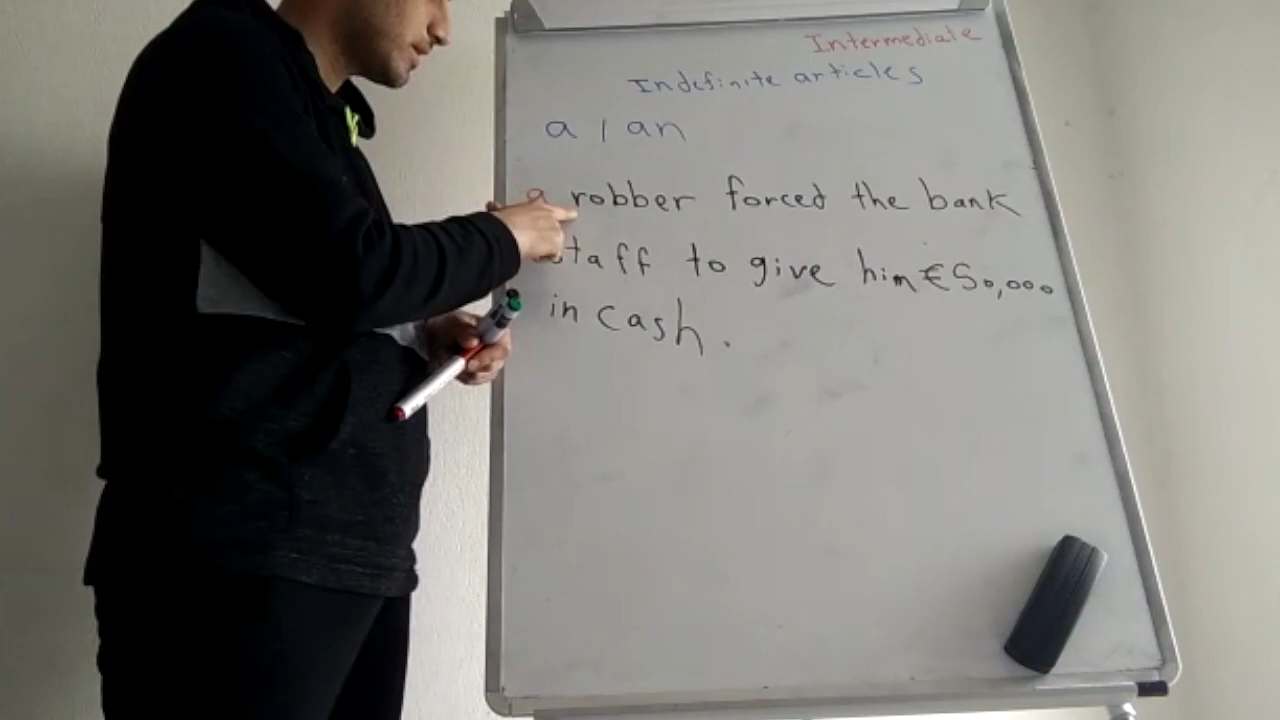 Intermediate
Indefinite articles
a / an
a robber forced the bank
staff to give him €50,000
in cash.